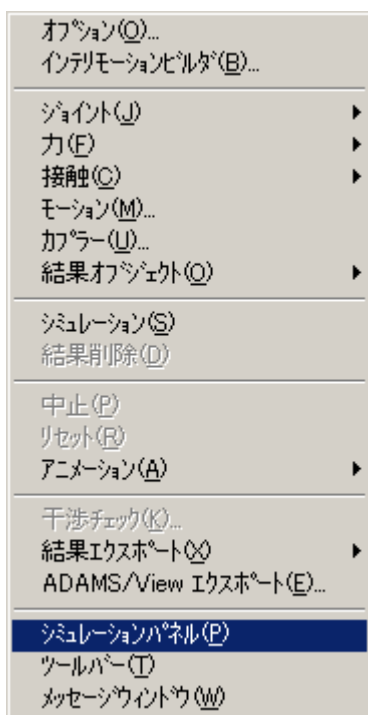 ｵﾌﾟｼｮﾝ(O)...
ｲﾝﾃﾘﾓｰｼｮﾝﾋﾞﾙﾀﾞ(B)...
ｼﾞｮｲﾝﾄ(J)
力(F)
接触(C)
ﾓｰｼｮﾝ(M)...
ｶﾌﾟﾗｰ(U)...
結果ｵﾌﾞｼﾞｪｸﾄ(O)
ｼﾐｭﾚｰｼｮﾝ(S)
結果削除(D)
中止(P)
ﾘｾｯﾄ(R)
ｱﾆﾒｰｼｮﾝ(A)
干渉ﾁｪｯｸ(K)...
結果ｴｸｽﾎﾟｰﾄ(X)
ADAMS/View ｴｸｽﾎﾟｰﾄ(E)...
ｼﾐｭﾚｰｼｮﾝﾊﾟﾈﾙ(P)
ﾂｰﾙﾊﾞｰ(T)
ﾒｯｾｰｼﾞｳｨﾝﾄﾞｳ(W)